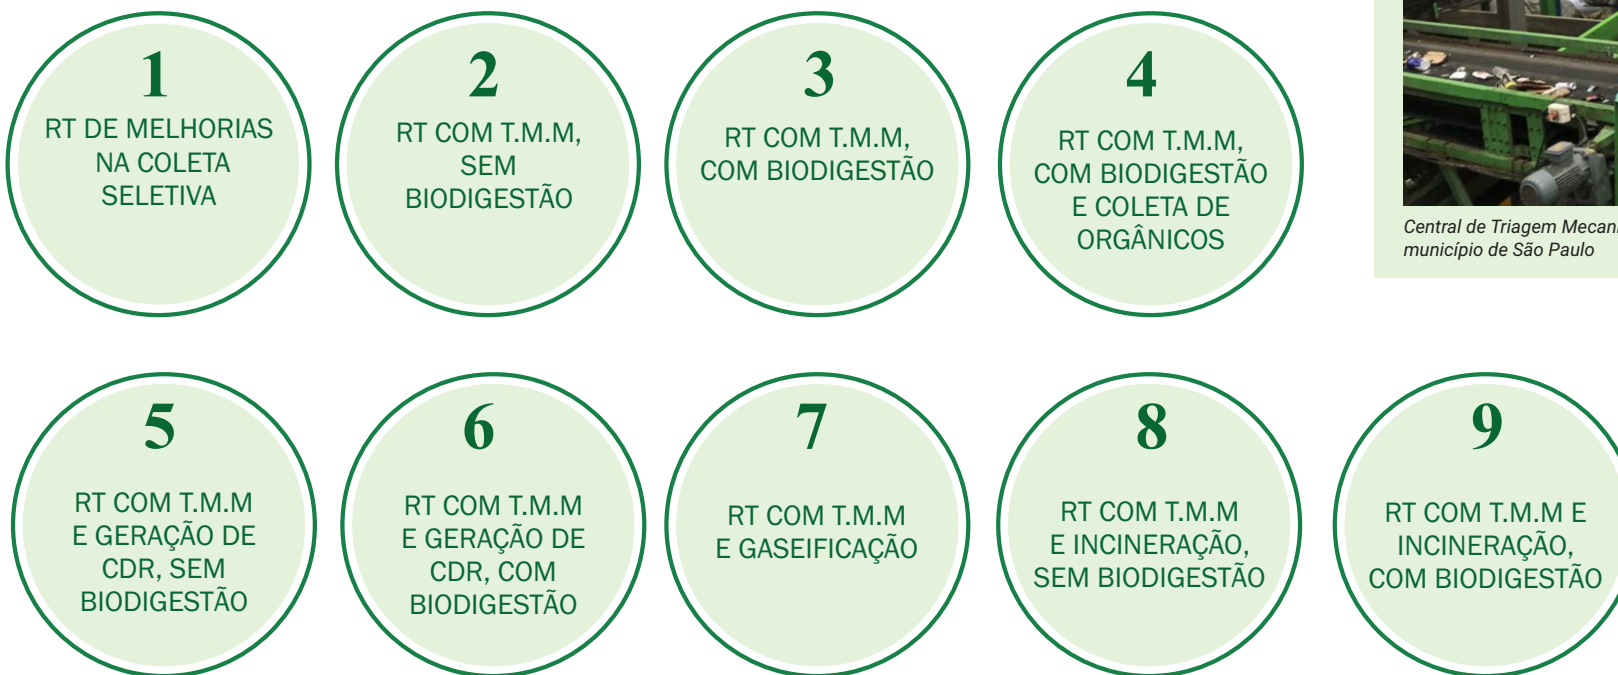 1
RT DE MELHORIAS
NA COLETA
SELETIVA
2
RT COM T.M.M,
SEM
BIODIGESTÃO
3
RT COM T.M.M,
COM BIODIGESTÃO
4
RT COM T.M.M,
COM BIODIGESTÃO
E COLETA DE
ORGÂNICOS
Central de Triagem
município de São Paulo
5
RT COM T.M.M
E GERAÇÃO DE
CDR, SEM
BIODIGESTÃO
6
RT COM T.M.M
E GERAÇÃO DE
CDR, COM
BIODIGESTÃO
7
RT COM T.M.M
E GASEIFICAÇÃO
8
RT COM T.M.M
E INCINERAÇÃO,
SEM BIODIGESTÃO
9
RT COM T.M.M E
INCINERAÇÃO,
COM BIODIGESTÃO